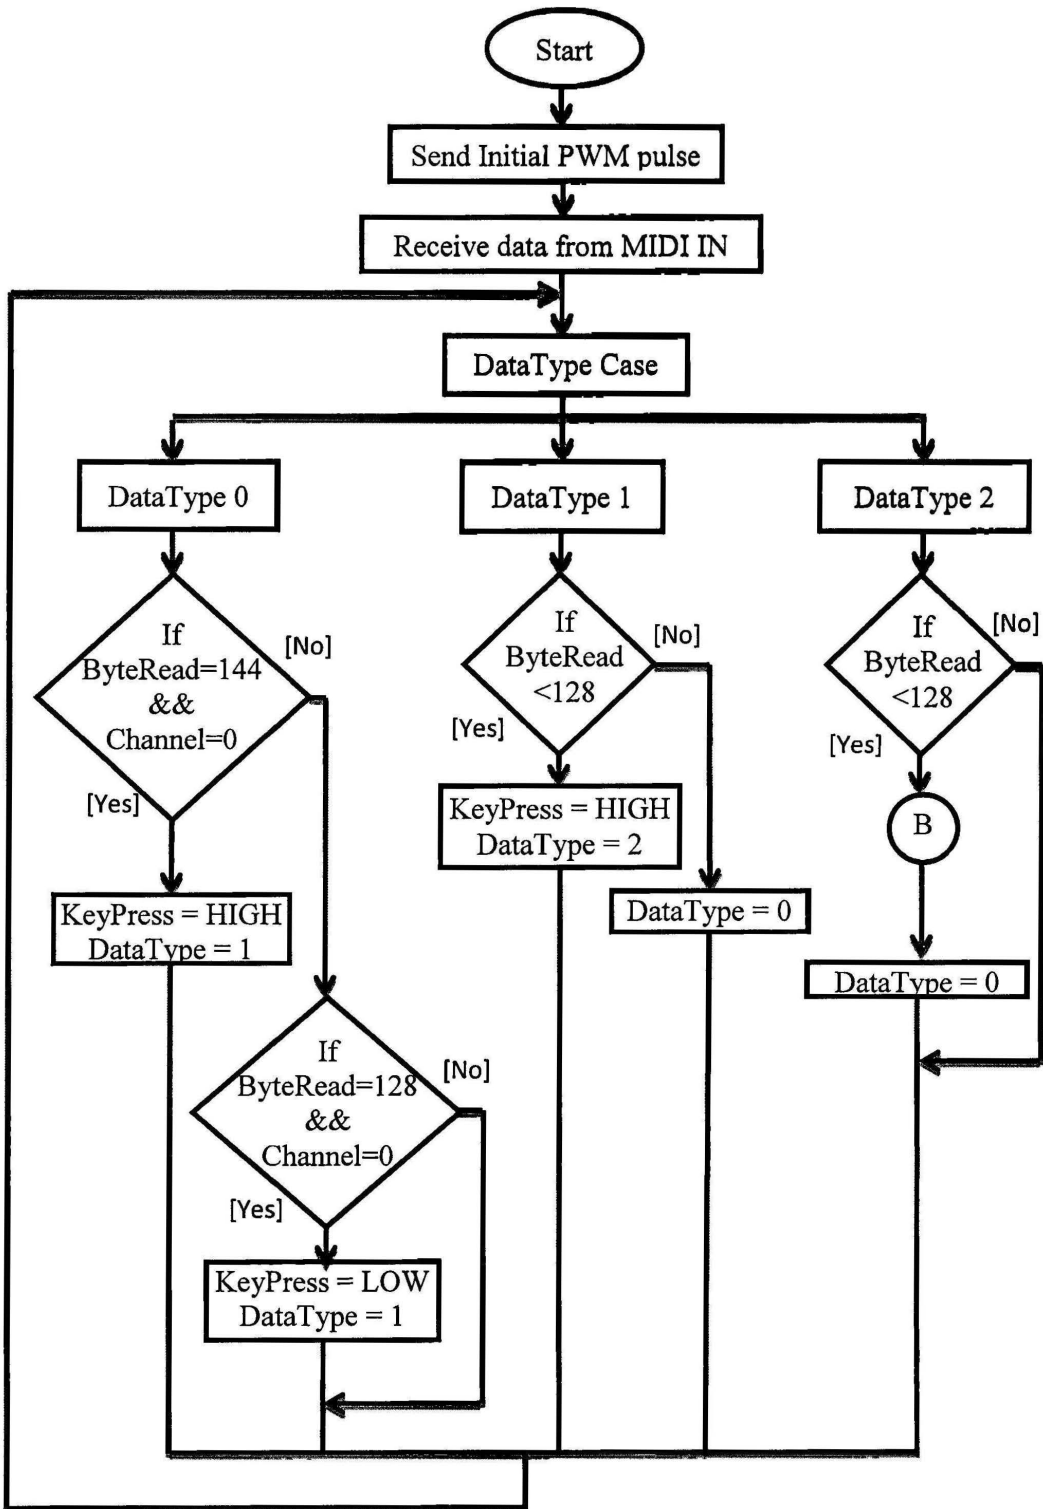 Start
Send Initial PWM pulse
Receive data from MIDI IN
DataType Case
DataType 0
DataType 1
DataType 2
If
ByteRead=144
&&
Channel=0
[No]
[Yes]
If
ByteRead
<128
[No]
[Yes]
If
ByteRead
<128
[No]
[Yes]
KeyPress = HIGH
DataType = 1
KeyPress = HIGH
DataType = 2
DataType = 0
B
DataType = 0
If
ByteRead=128
&&
Channel=0
[No]
[Yes]
KeyPress = LOW
DataType = 1